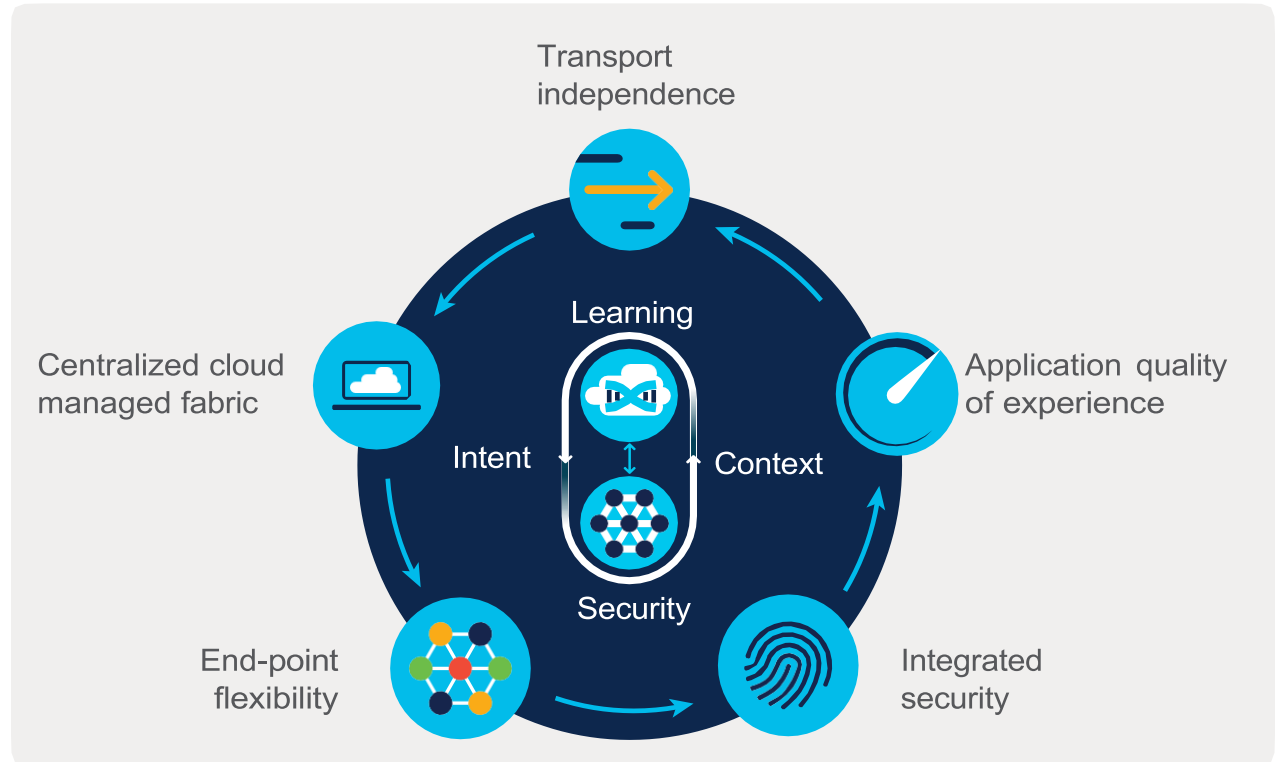 Transport
independence
Learning
Centralized cloud
managed fabric
Application quality
of experience
Intent
Context
Security
End-point
flexibility
Integrated
security